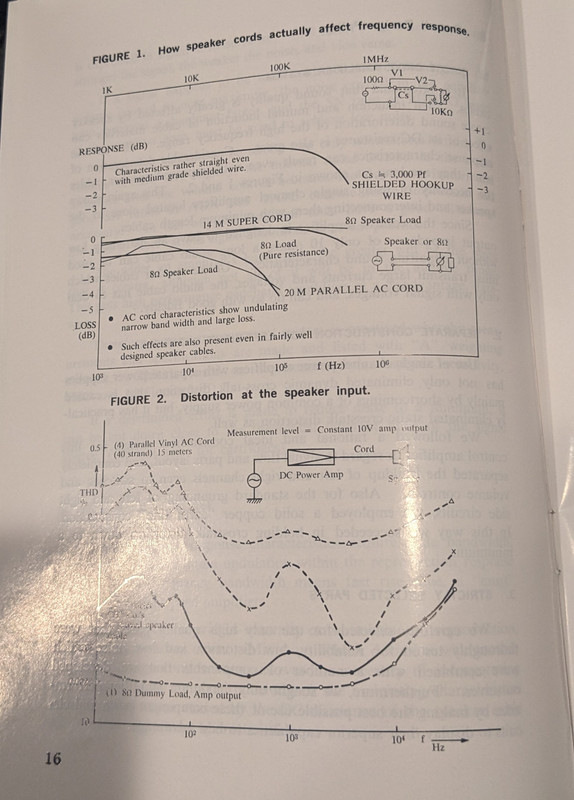 FIGURE 1. How speaker cords actually affect frequency response.
1K
10K
100K
1MHz
100Ω
V1
V2
Cs
10KΩ
RESPONSE (dB)
0
−1
−2
−3
+1
0
−1
−2
−3
Characteristics rather straight even
with medium grade shielded wire.
Cs ≒ 3,000 Pf
SHIELDED HOOKUP
WIRE
14 M SUPER CORD
8Ω Speaker Load
0
−1
−2
−3
−4
−5
LOSS
(dB)
8Ω Load
(Pure resistance)
Speaker or 8Ω
8Ω Speaker Load
20 M PARALLEL AC CORD
● AC cord characteristics show undulating
narrow band width and large loss.
● Such effects are also present even in fairly well
designed speaker cables.
10³
10⁴
10⁵
f (Hz)
10⁶
FIGURE 2. Distortion at the speaker input.
Measurement level = Constant 10V amp output
0.5
(4) Parallel Vinyl AC Cord
(40 strand) 15 meters
Cord
DC Power Amp
THD
speaker
(1) 8Ω Dummy Load, Amp output
10²
10³
10⁴
f
Hz
16